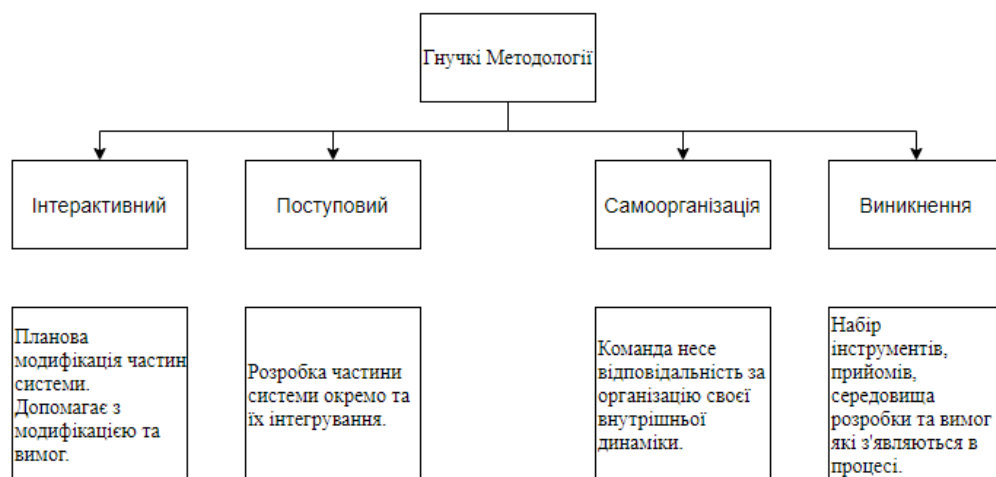 Гнучкі Методології
Інтерактивний
Поступовий
Самоорганізація
Виникнення
Планова
модифікація частин
системи.
Допомагає з
модифікацією та
вимог.
Розробка частини
системи окремо та
їх інтегрування.
Команда несе
відповідальність за
організацію своєї
внутрішньої
динаміки.
Набір
інструментів,
прийомів,
середовища
розробки та вимог
які з'являються в
процесі.